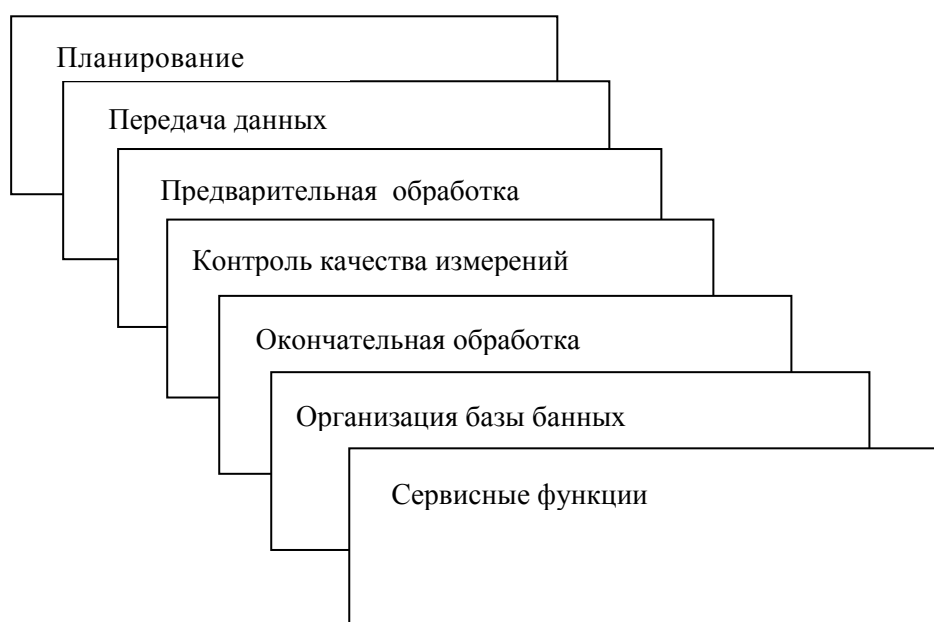 Планирование
Передача данных
Предварительная обработка
Контроль качества измерений
Окончательная обработка
Организация базы банных
Сервисные функции